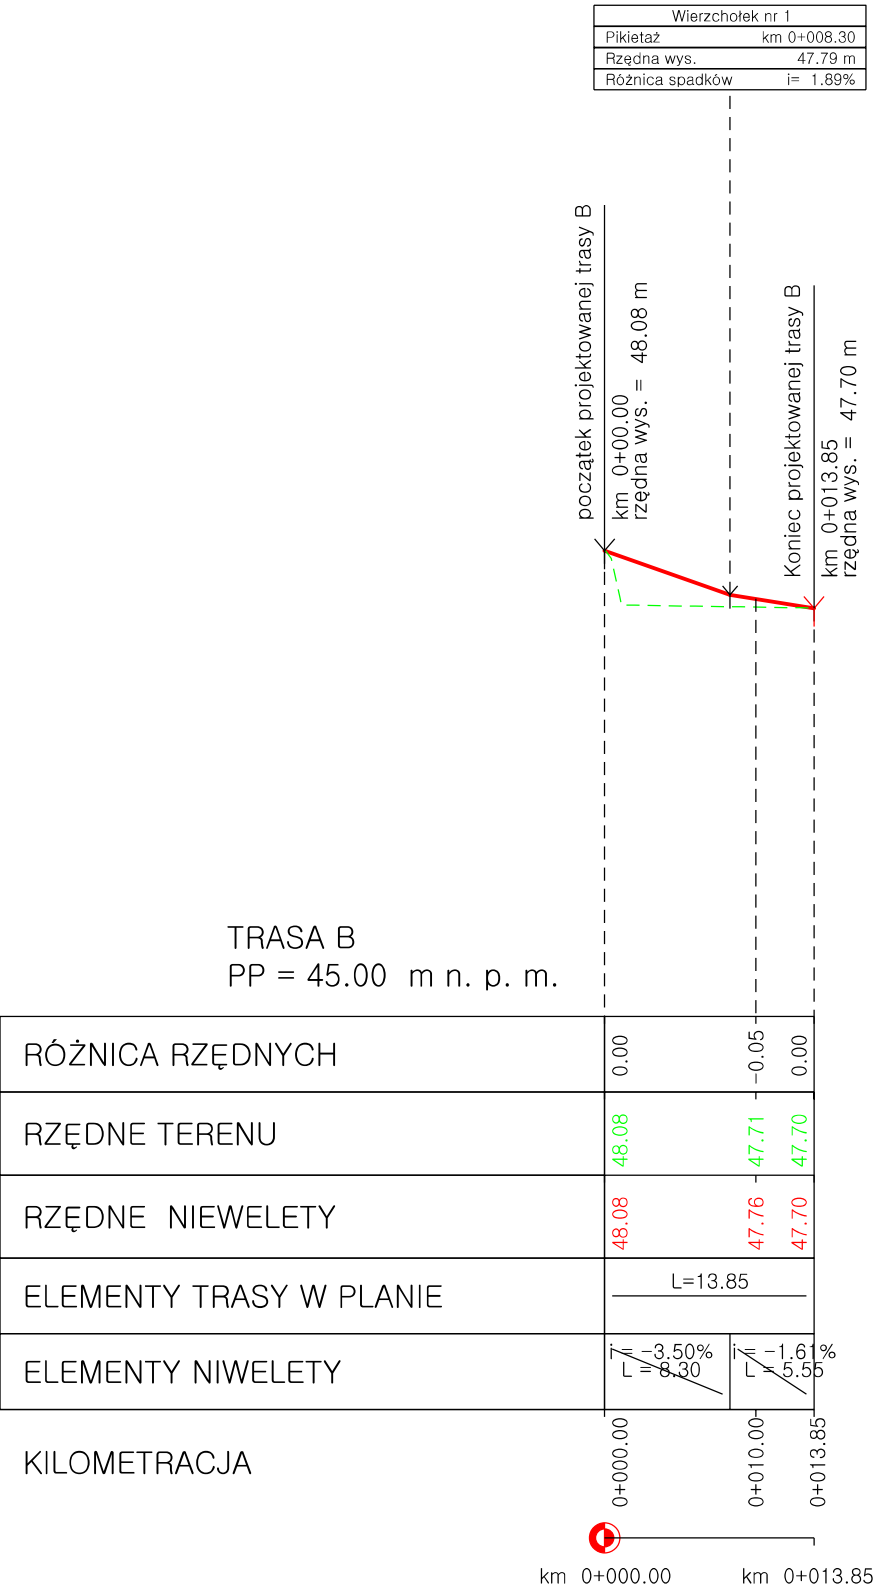 Wierzchołek nr 1
Pikietaż km 0+008.30
Rzędna wys. 47.79 m
Różnica spadków i= 1.89%
początek projektowanej trasy B
km 0+00.00
rzędna wys. = 48.08 m
Koniec projektowanej trasy B
km 0+013.85
rzędna wys. = 47.70 m
TRASA B
PP = 45.00 m n. p. m.
RÓŻNICA RZĘDNYCH 0.00 -0.05 0.00
RZĘDNE TERENU 48.08 47.71 47.70
RZĘDNE NIEWELETY 48.08 47.76 47.70
ELEMENTY TRASY W PLANIE L=13.85
ELEMENTY NIWELETY
i = -3.50% i = -1.61%
L = 8.30 L = 5.55
KILOMETRACJA 0+000.00 0+010.00 0+013.85
km 0+000.00 km 0+013.85